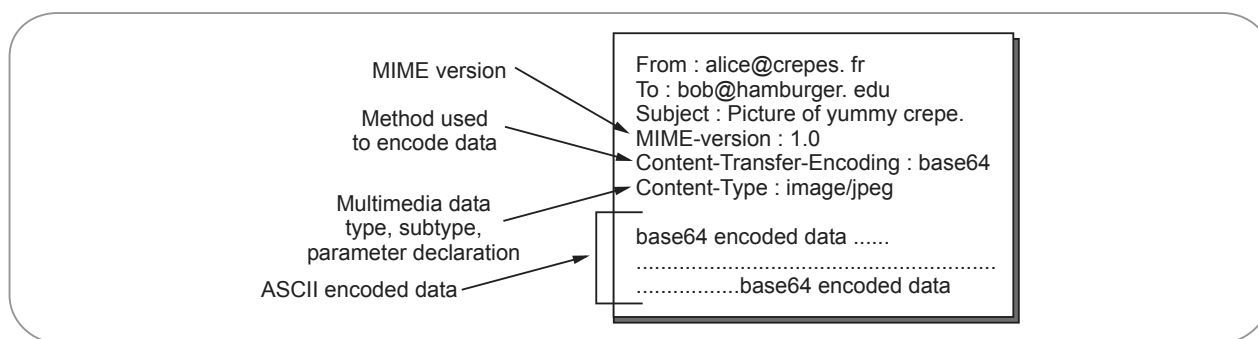 MIME version
Method used
to encode data
Multimedia data
type, subtype,
parameter declaration
ASCII encoded data
From : alice@crepes. fr
To : bob@hamburger. edu
Subject : Picture of yummy crepe.
MIME-version : 1.0
Content-Transfer-Encoding : base64
Content-Type : image/jpeg
base64 encoded data ......
..........................................................
.................base64 encoded data